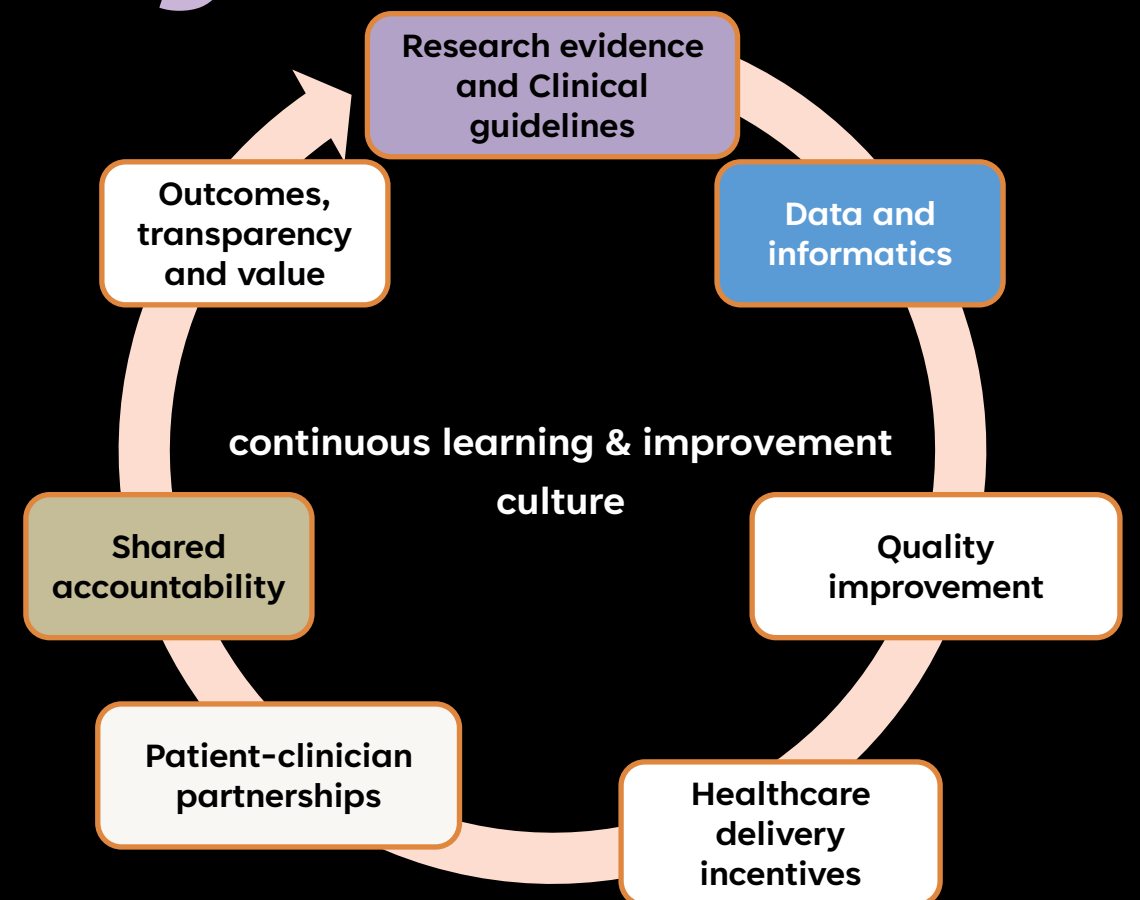 Research evidence
and Clinical
guidelines
Data and
informatics
Quality
improvement
Healthcare
delivery
incentives
Patient-clinician
partnerships
Shared
accountability
Outcomes,
transparency
and value
continuous learning & improvement
culture